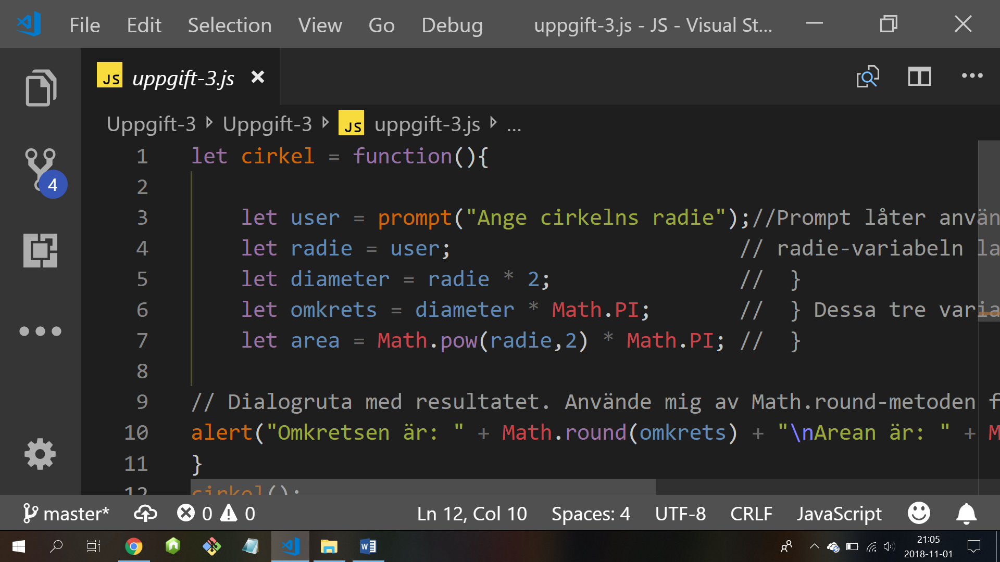 File Edit Selection View Go Debug uppgift-3.js - JS - Visual St...
JS uppgift-3.js
Uppgift-3 Uppgift-3 JS uppgift-3.js ...
1 let cirkel = function(){
2
3 let user = prompt("Ange cirkelns radie");//Prompt låter använ
4 let radie = user; // radie-variabeln la
5 let diameter = radie * 2; // }
6 let omkrets = diameter * Math.PI; // } Dessa tre varia
7 let area = Math.pow(radie,2) * Math.PI; // }
8
9 // Dialogruta med resultatet. Använde mig av Math.round-metoden f
10 alert("Omkretsen är: " + Math.round(omkrets) + "\nArean är: " + M
11 }
12 cirkel();
4
master* 0 0 Ln 12, Col 10 Spaces: 4 UTF-8 CRLF JavaScript
21:05
2018-11-01